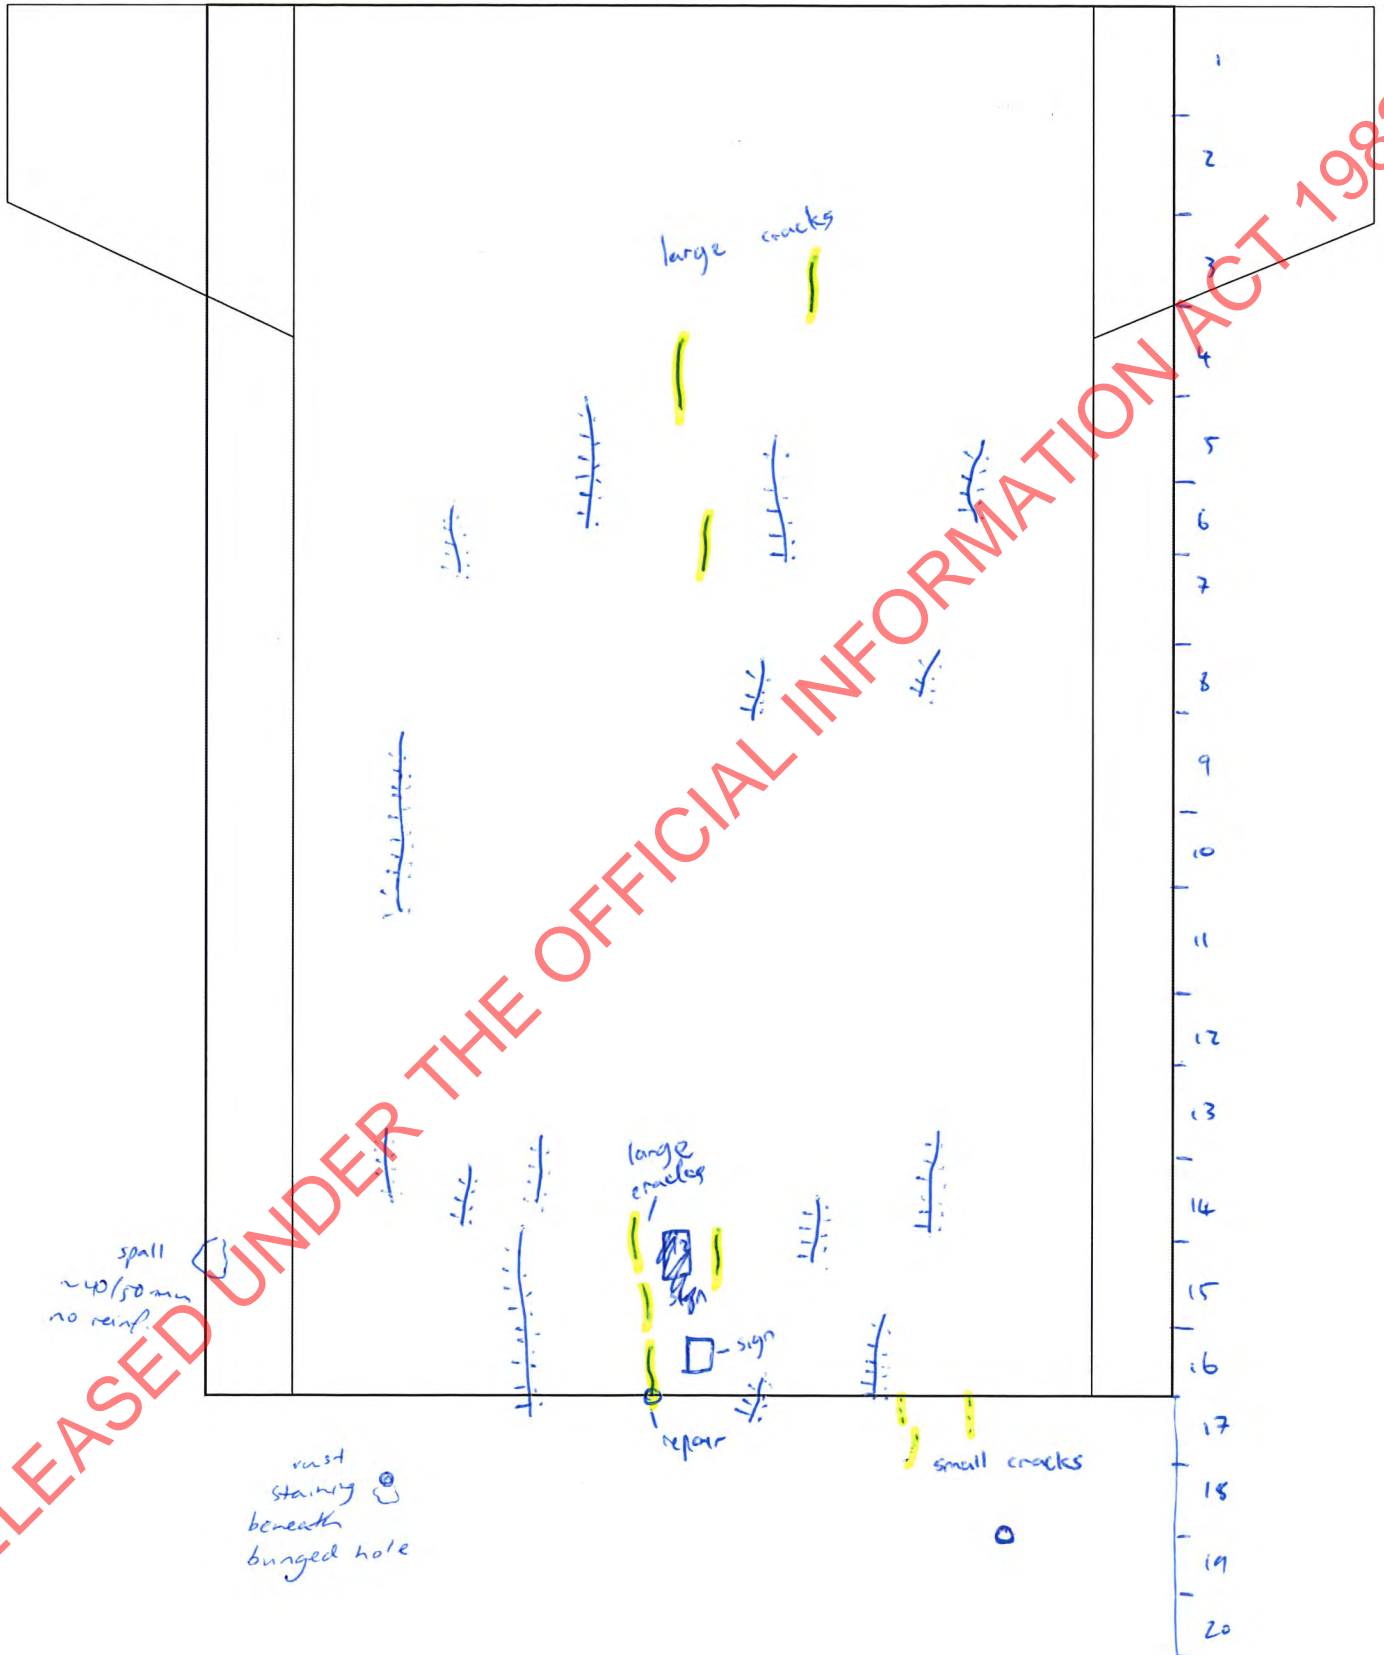 1
2
large cracks
3
4
5
6
7
8
9
10
11
12
13
large
cracks
14
spall
~40/50mm
no reinf.
sign
15
sign
16
repair
17
small cracks
rust
staining
beneath
bunged hole
18
19
20
RELEASED UNDER THE OFFICIAL INFORMATION ACT 198